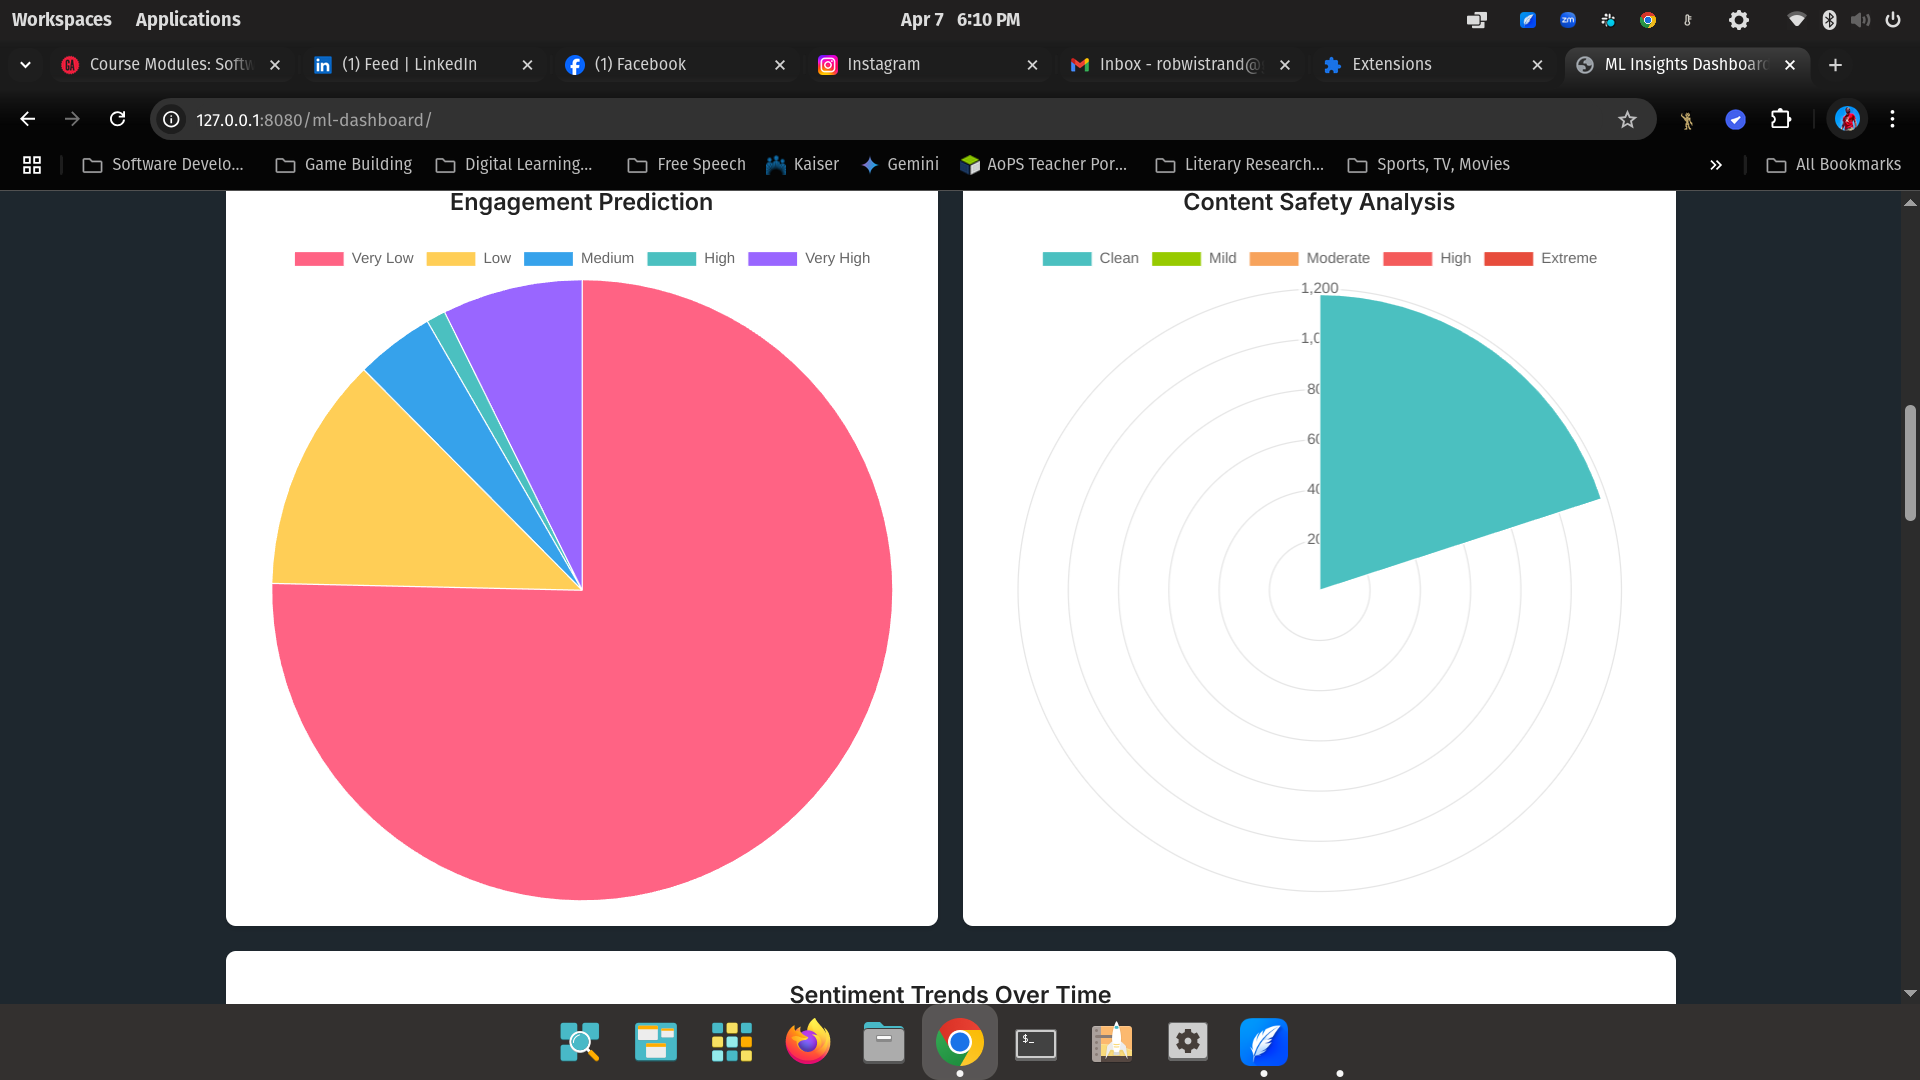 Workspaces Applications Apr 7 6:10 PM zm
Course Modules: Softw (1) Feed | LinkedIn (1) Facebook Instagram Inbox - robwistrand@ Extensions ML Insights Dashboard
127.0.0.1:8080/ml-dashboard/
Software Develo... Game Building Digital Learning... Free Speech Kaiser Gemini AoPS Teacher Por... Literary Research... Sports, TV, Movies » All Bookmarks
Engagement Prediction
Very Low Low Medium High Very High
Content Safety Analysis
Clean Mild Moderate High Extreme
1,200
1,0
80
60
40
20
Sentiment Trends Over Time
$_